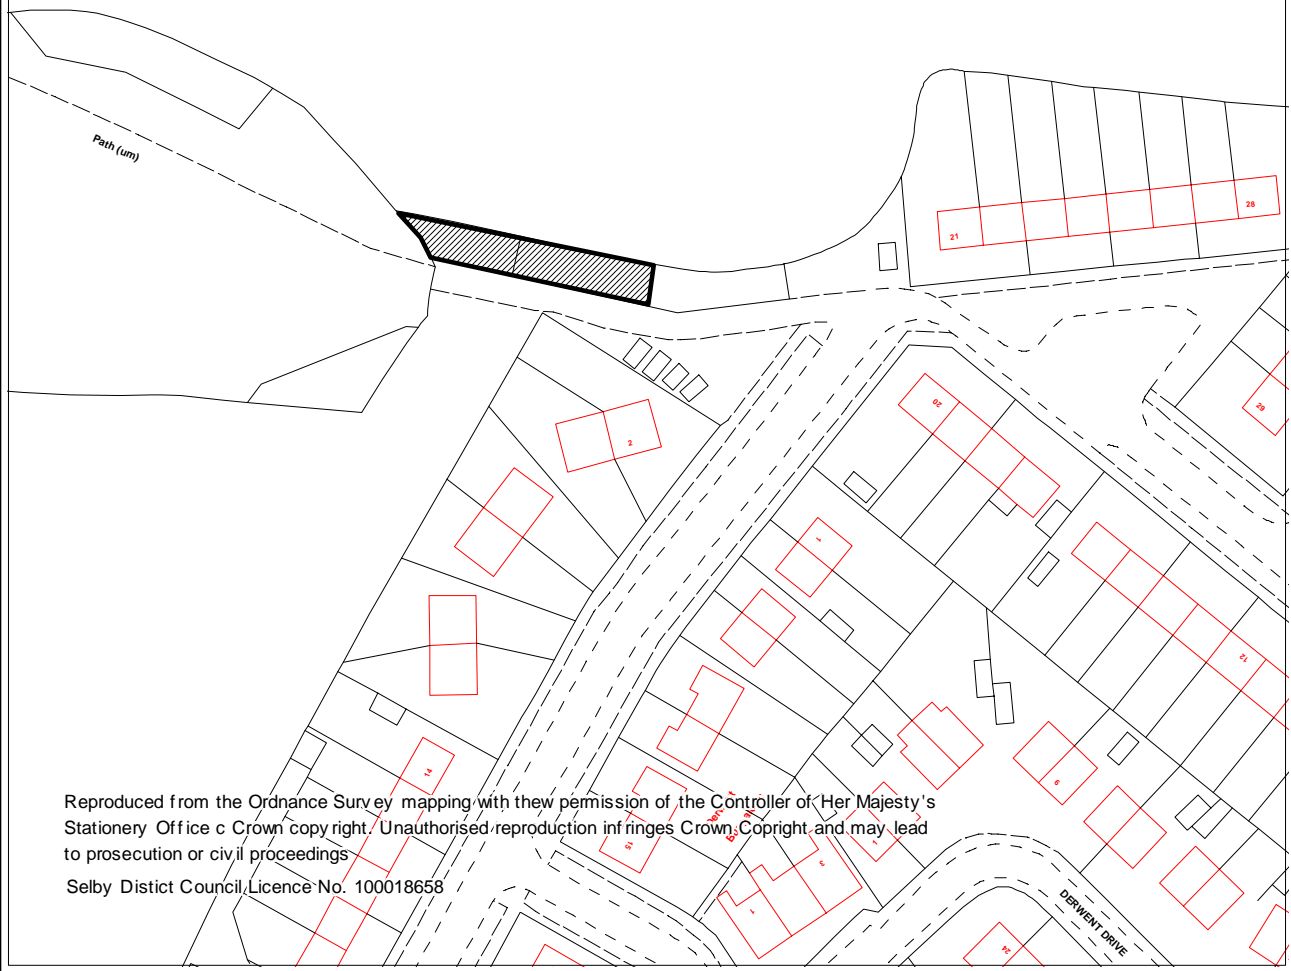 Path (um)
21
28
29
20
2
1
12
14
6
15
3
1
1
24
DERWENT DRIVE
Reproduced from the Ordnance Survey mapping with thew permission of the Controller of Her Majesty's
Stationery Office c Crown copyright. Unauthorised reproduction infringes Crown Copright and may lead
to prosecution or civil proceedings
Selby Distict Council Licence No. 100018658